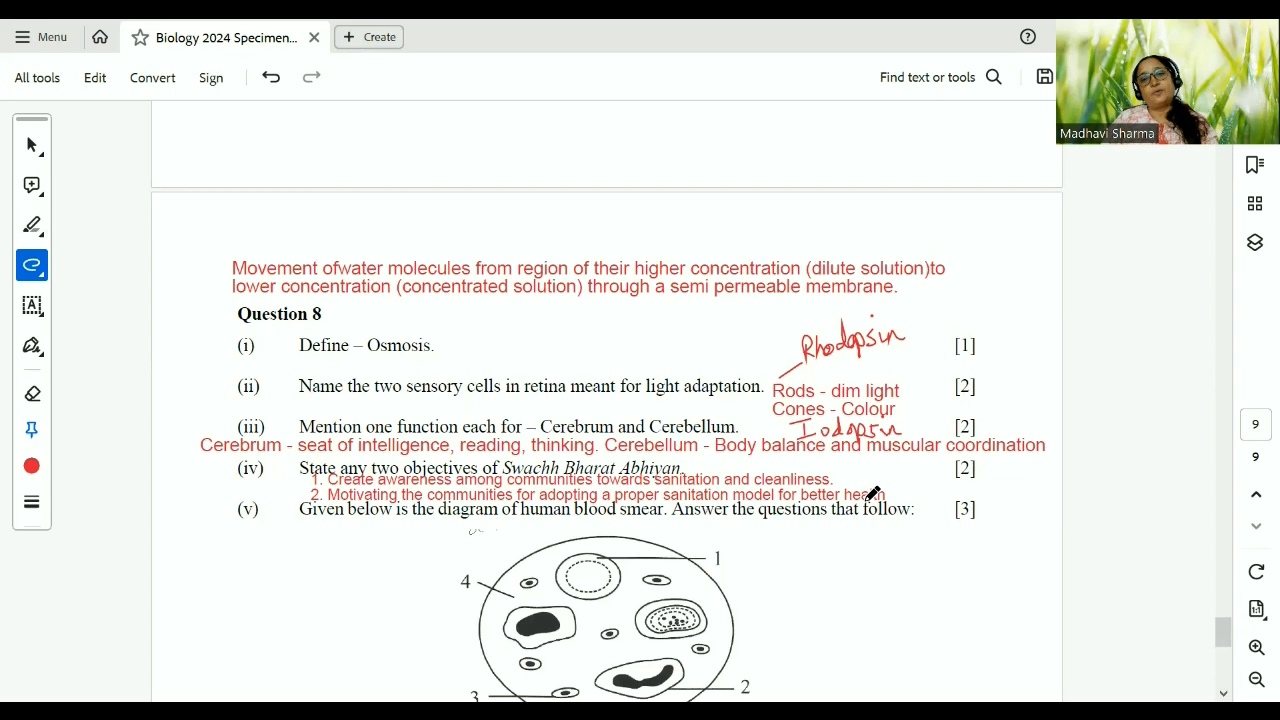 Menu
Biology 2024 Specimen...
Create
All tools
Edit
Convert
Sign
Find text or tools
Madhavi Sharma
Movement ofwater molecules from region of their higher concentration (dilute solution)to
lower concentration (concentrated solution) through a semi permeable membrane.
Question 8
Rhodopsin
(i) Define – Osmosis. [1]
(ii) Name the two sensory cells in retina meant for light adaptation. [2]
Rods - dim light
Cones - Colour
(iii) Mention one function each for – Cerebrum and Cerebellum. [2]
Iodopsin
Cerebrum - seat of intelligence, reading, thinking. Cerebellum - Body balance and muscular coordination
(iv) State any two objectives of Swachh Bharat Abhiyan. [2]
1. Create awareness among communities towards sanitation and cleanliness.
2. Motivating the communities for adopting a proper sanitation model for better health
(v) Given below is the diagram of human blood smear. Answer the questions that follow: [3]
1
4
2
3
9
9
1:1